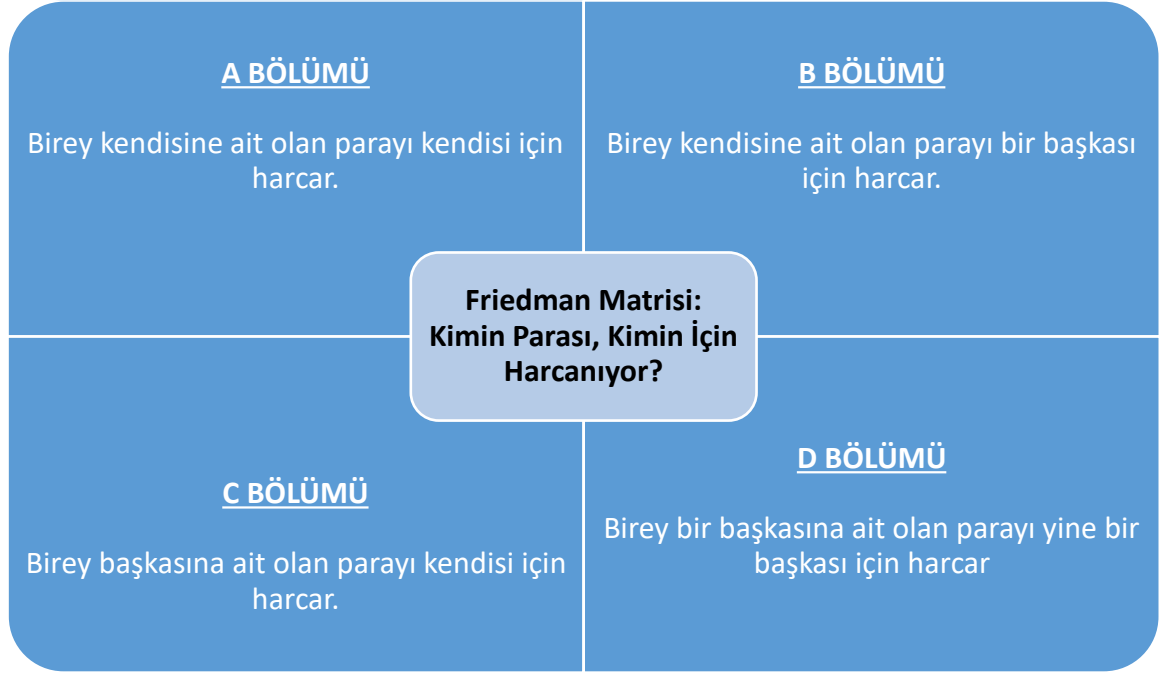 A BÖLÜMÜ
Birey kendisine ait olan parayı kendisi için
harcar.
B BÖLÜMÜ
Birey kendisine ait olan parayı bir başkası
için harcar.
Friedman Matrisi:
Kimin Parası, Kimin İçin
Harcanıyor?
C BÖLÜMÜ
Birey başkasına ait olan parayı kendisi için
harcar.
D BÖLÜMÜ
Birey bir başkasına ait olan parayı yine bir
başkası için harcar